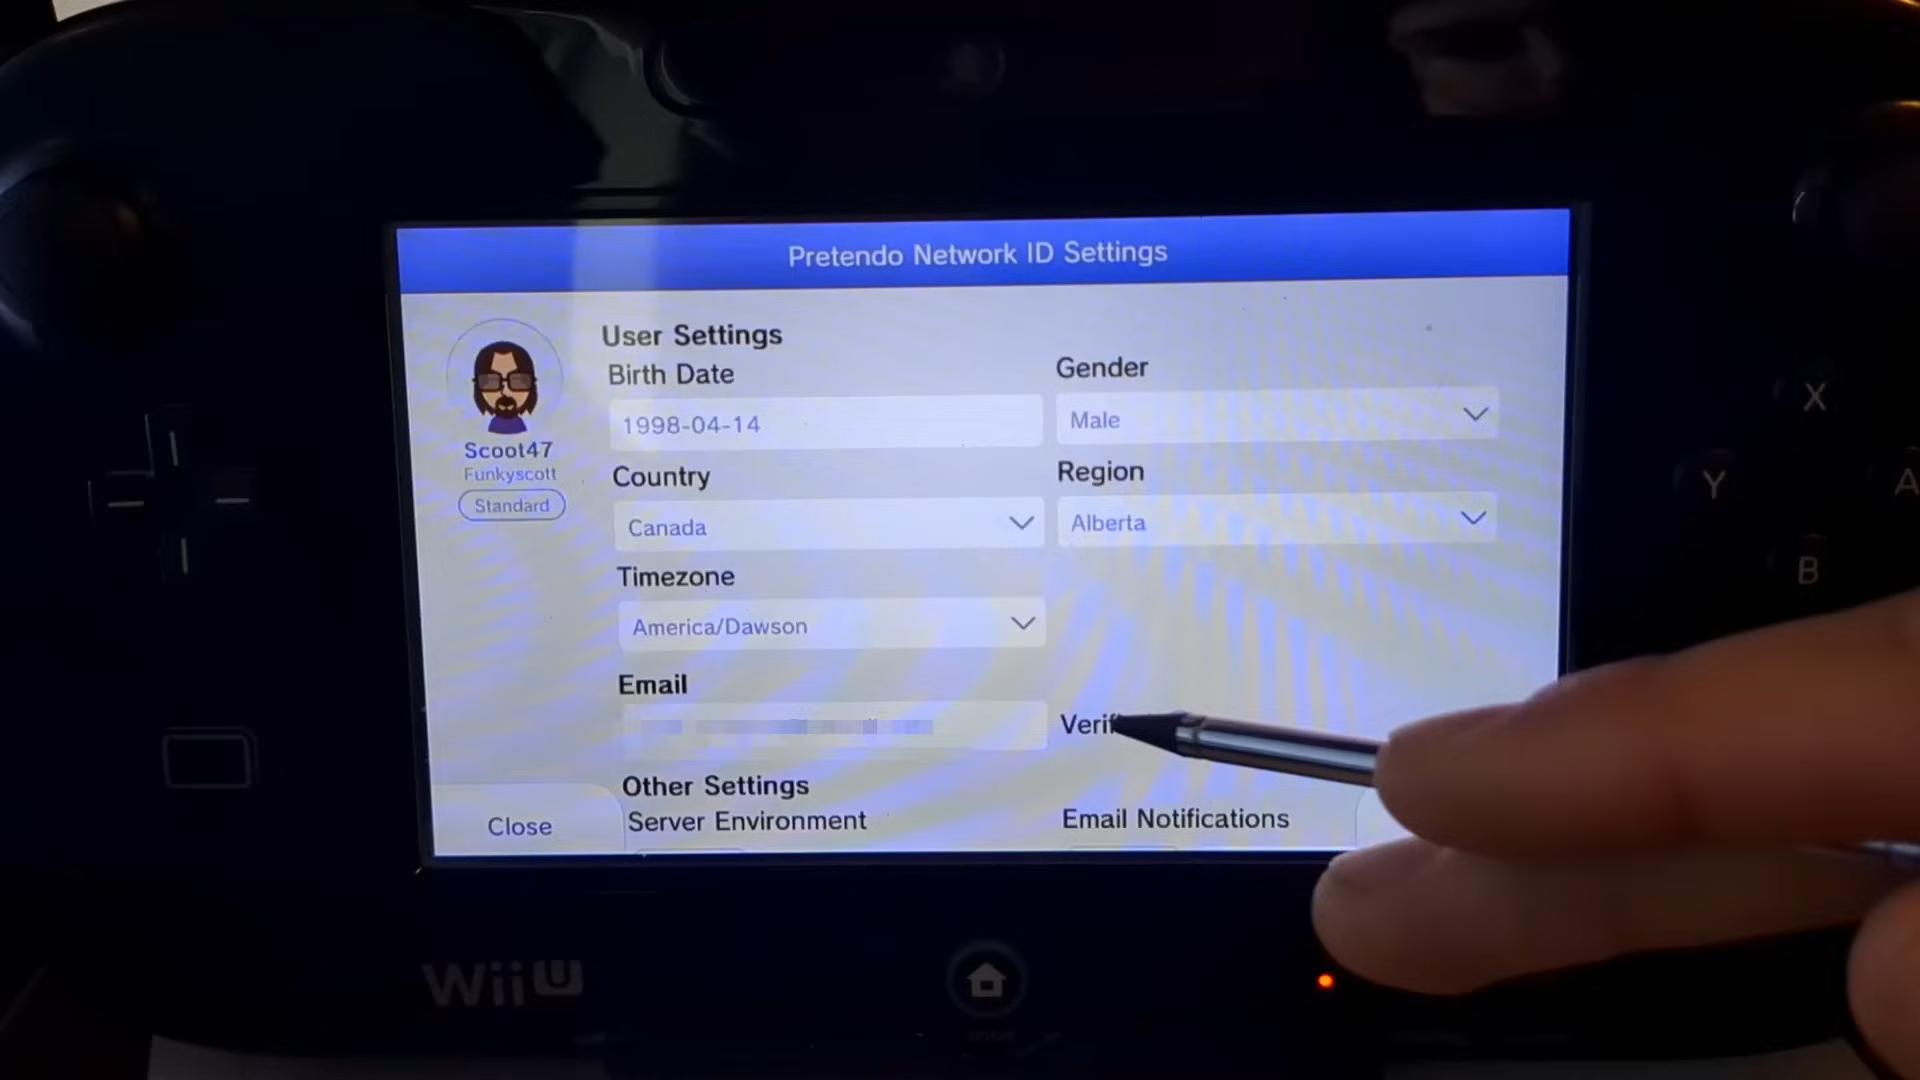 Pretendo Network ID Settings
User Settings
Birth Date
Gender
1998-04-14
Male
Scoot47
Funkyscott
Standard
Country
Region
Canada
Alberta
Timezone
America/Dawson
Email
Other Settings
Server Environment
Email Notifications
Close
X
Y
A
B
Wii U